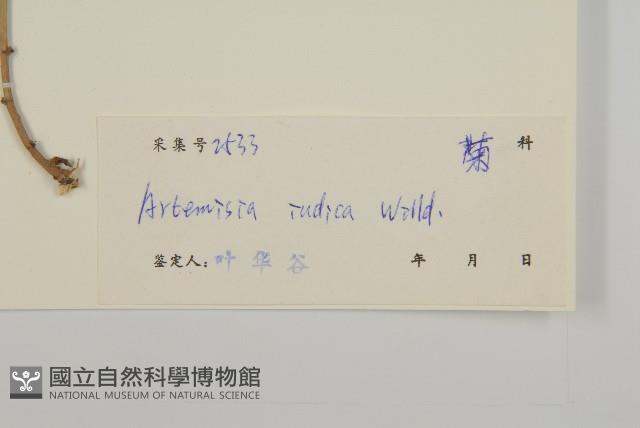 采集号 2533 菊 科
Artemisia indica Willd.
鉴定人: 叶华谷 年 月 日
國立自然科學博物館
NATIONAL MUSEUM OF NATURAL SCIENCE